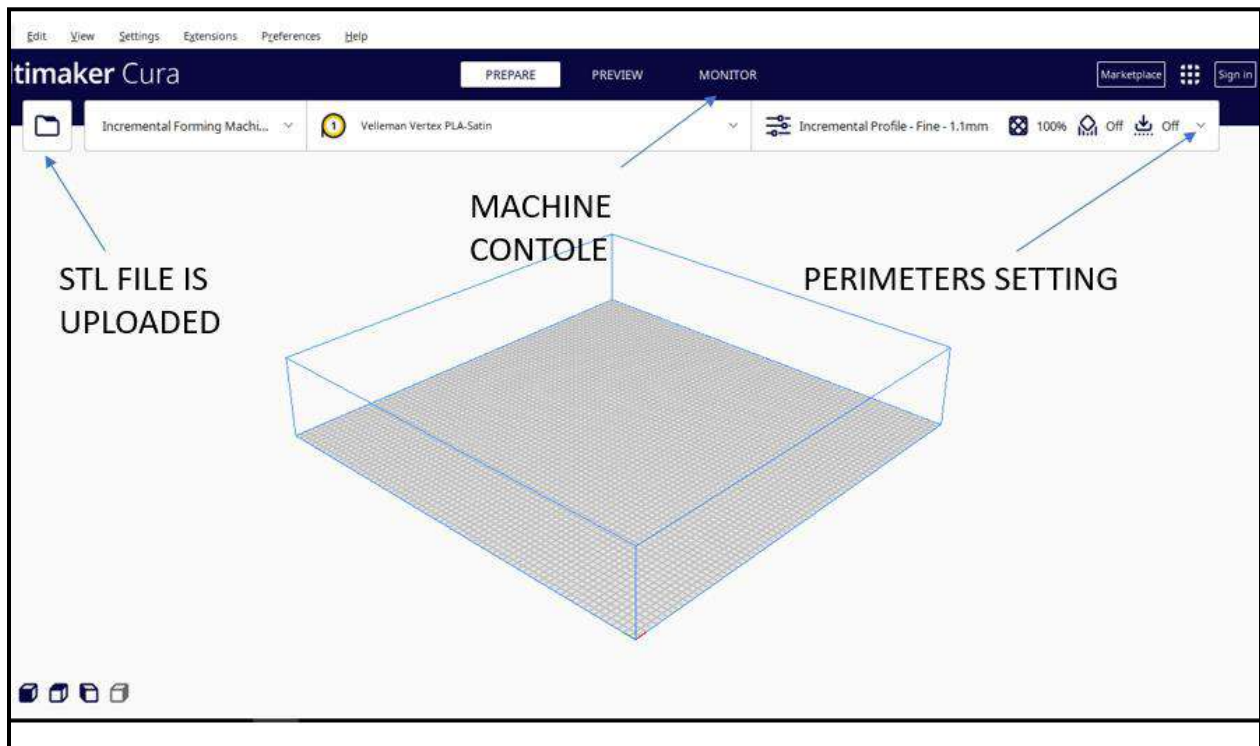 Edit View Settings Extensions Preferences Help
timaker Cura PREPARE PREVIEW MONITOR Marketplace Sign in
Incremental Forming Machi... 1 Velleman Vertex PLA-Satin Incremental Profile - Fine - 1.1mm 100% Off Off
MACHINE
CONTOLE
STL FILE IS
UPLOADED
PERIMETERS SETTING